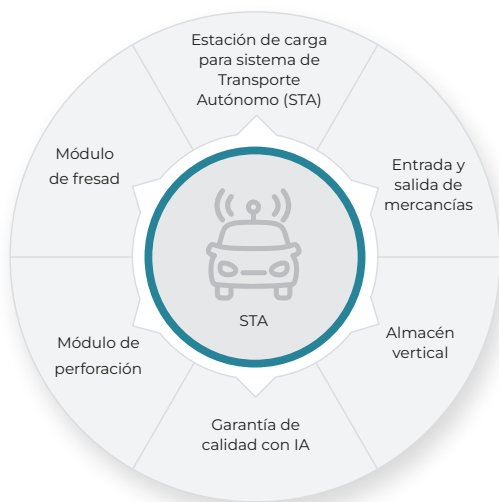 Estación de carga
para sistema de
Transporte
Autónomo (STA)
Entrada y
salida de
mercancías
Almacén
vertical
Garantía de
calidad con IA
Módulo de
perforación
Módulo
de fresad
STA